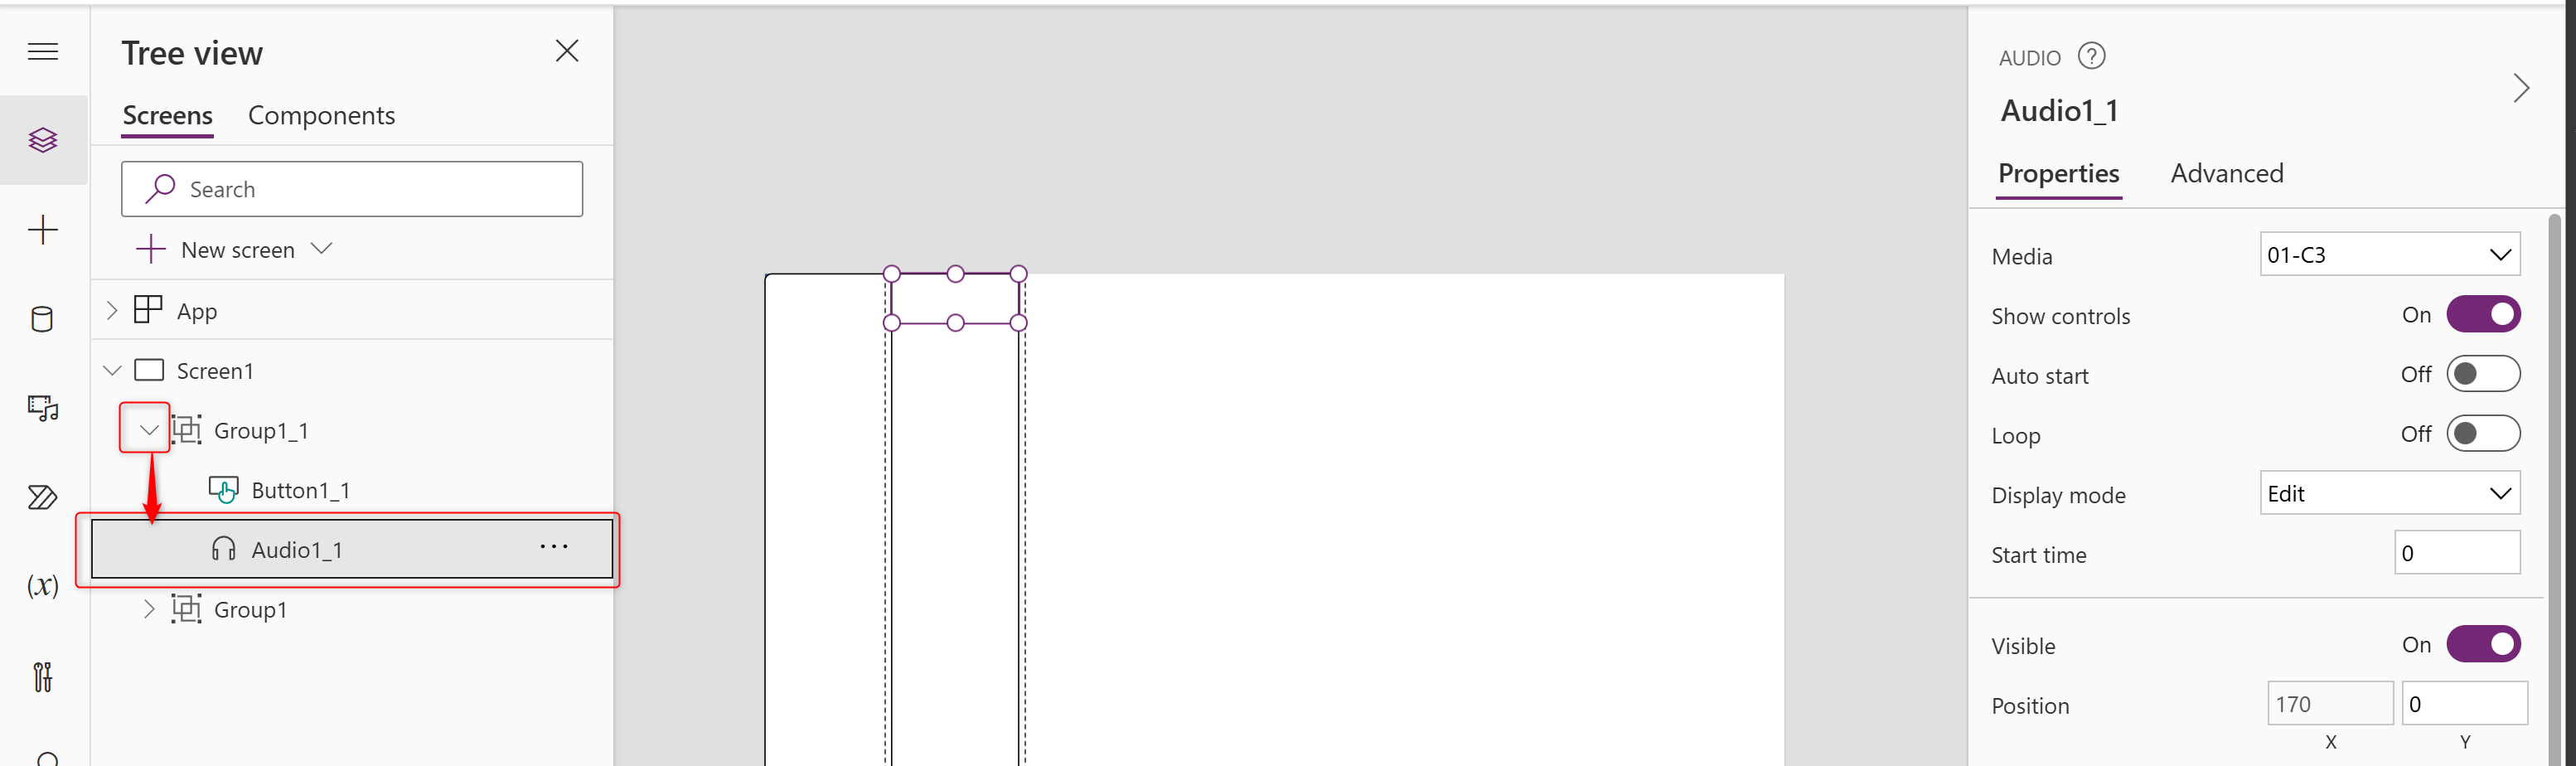 Tree view
Screens Components
Search
New screen
App
Screen1
Group1_1
Button1_1
Audio1_1
Group1
(x)
AUDIO ?
Audio1_1
Properties Advanced
Media 01-C3
Show controls On
Auto start Off
Loop Off
Display mode Edit
Start time 0
Visible On
Position 170 0
X Y